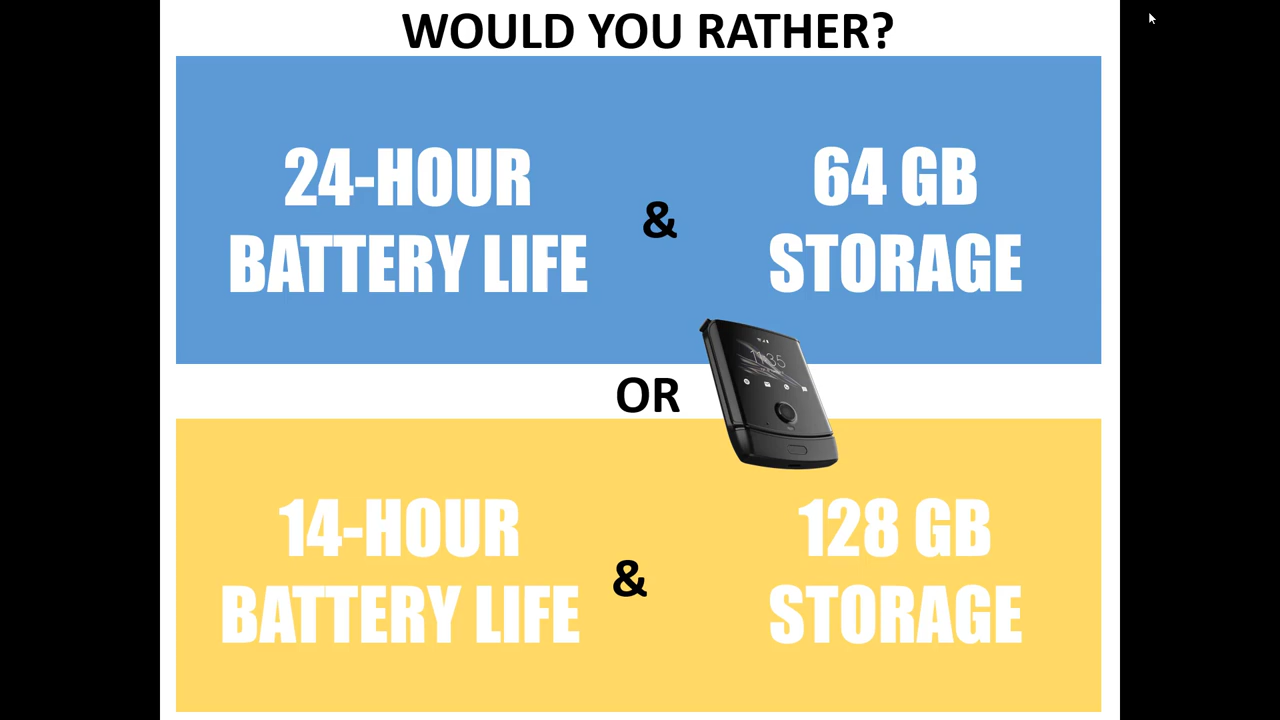 WOULD YOU RATHER?
24-HOUR
BATTERY LIFE
&
64 GB
STORAGE
OR
14-HOUR
BATTERY LIFE
&
128 GB
STORAGE